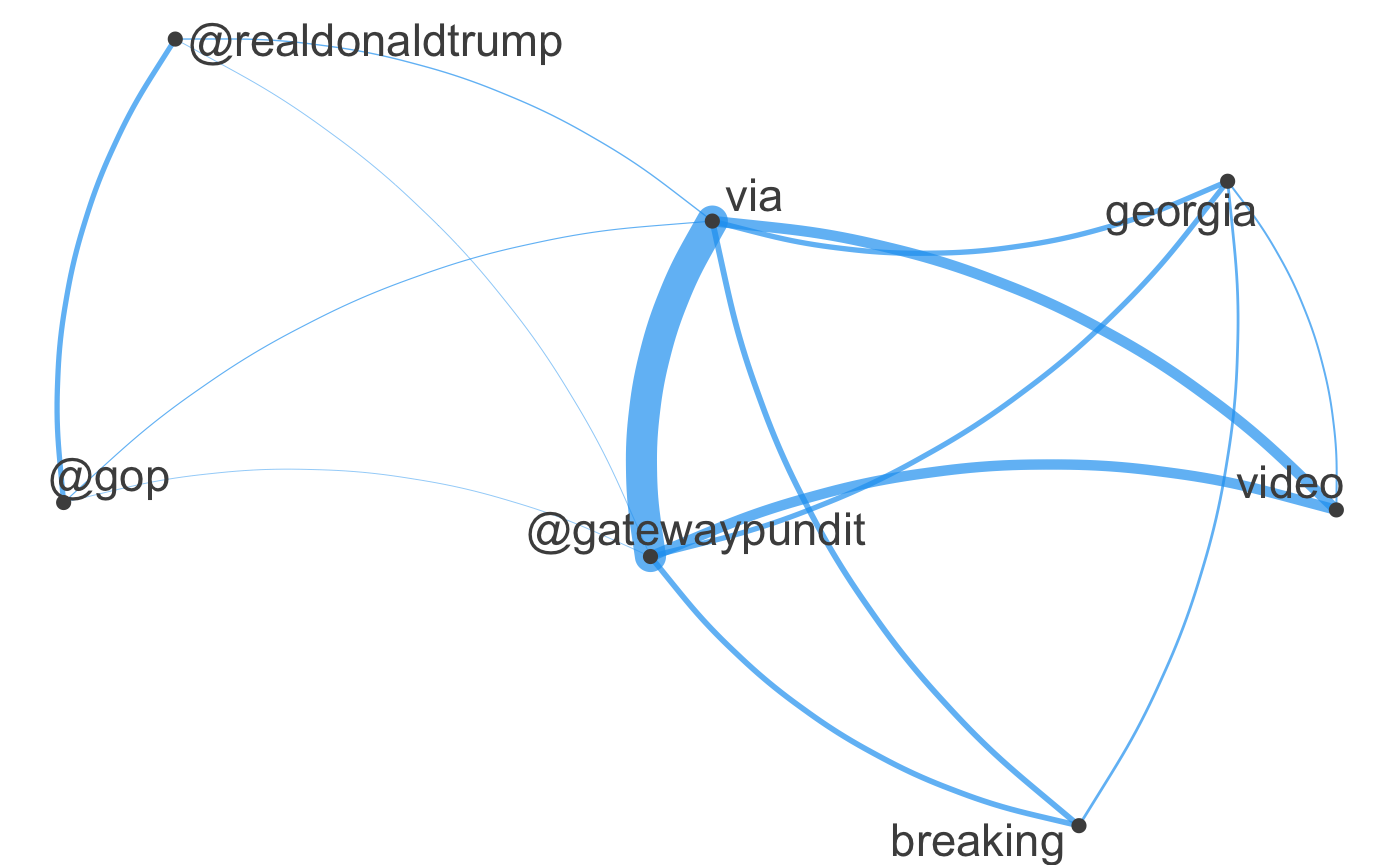 @realdonaldtrump
via
georgia
@gop
video
@gatewaypundit
breaking